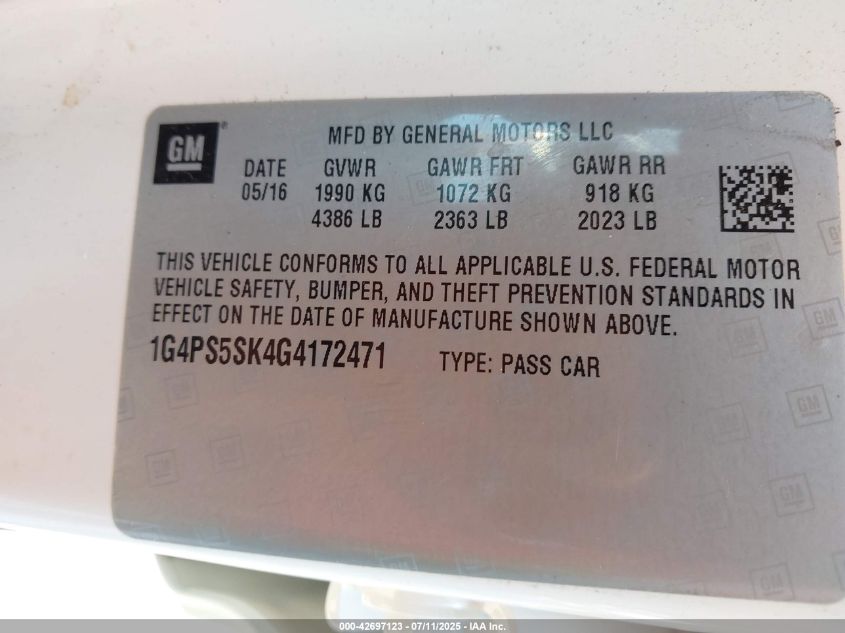 GM
MFD BY GENERAL MOTORS LLC
DATE GVWR GAWR FRT GAWR RR
05/16 1990 KG 1072 KG 918 KG
4386 LB 2363 LB 2023 LB
THIS VEHICLE CONFORMS TO ALL APPLICABLE U.S. FEDERAL MOTOR
VEHICLE SAFETY, BUMPER, AND THEFT PREVENTION STANDARDS IN
EFFECT ON THE DATE OF MANUFACTURE SHOWN ABOVE.
1G4PS5SK4G4172471 TYPE: PASS CAR
000-42697123 - 07/11/2025 - IAA Inc.